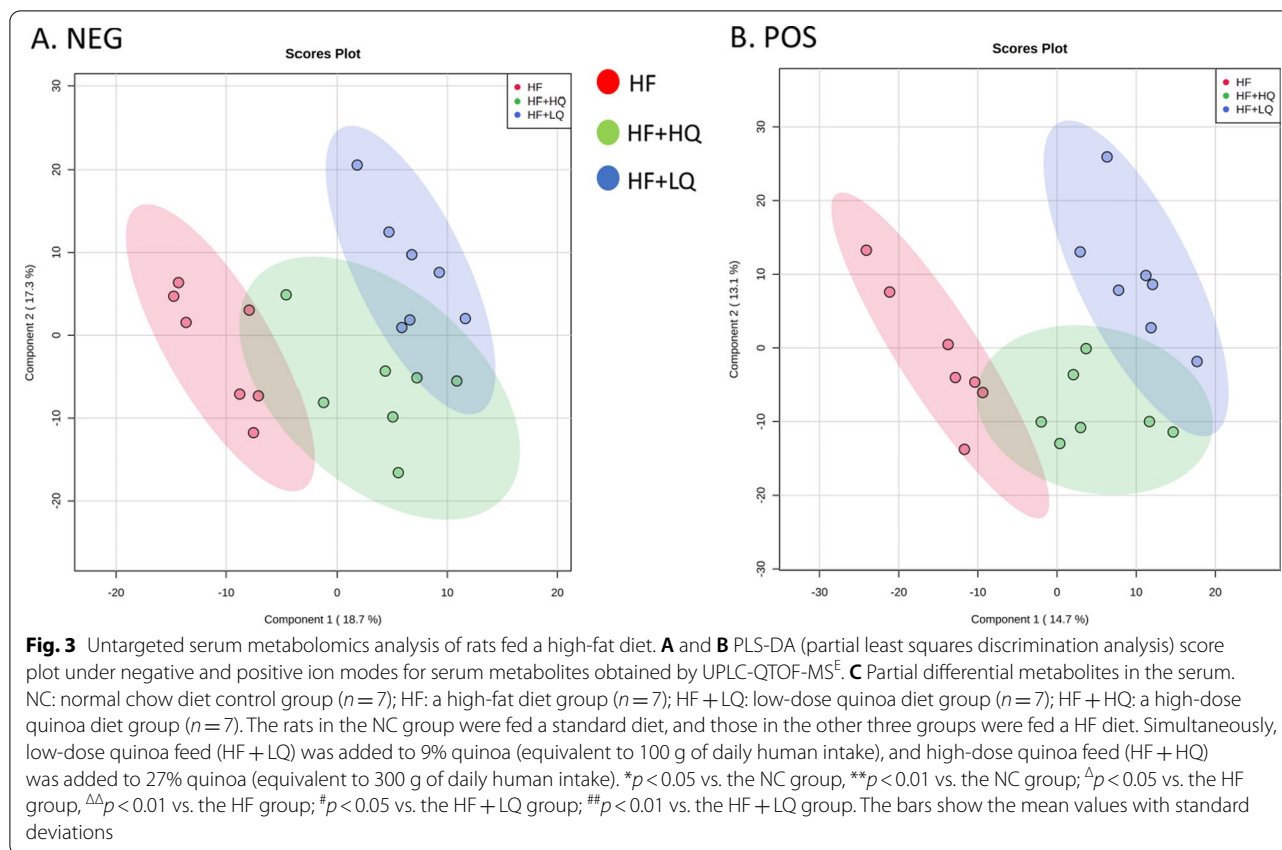 A. NEG
Scores Plot
HF
HF+HQ
HF+LQ
30
20
10
0
-10
-20
Component 2 ( 17.3 %)
-20
-10
0
10
20
Component 1 ( 18.7 %)
HF
HF+HQ
HF+LQ
B. POS
Scores Plot
HF
HF+HQ
HF+LQ
30
20
10
0
-10
-20
-30
Component 2 ( 13.1 %)
-30
-20
-10
0
10
20
Component 1 ( 14.7 %)
Fig. 3 Untargeted serum metabolomics analysis of rats fed a high-fat diet. A and B PLS-DA (partial least squares discrimination analysis) score
plot under negative and positive ion modes for serum metabolites obtained by UPLC-QTOF-MSᴱ. C Partial differential metabolites in the serum.
NC: normal chow diet control group (n = 7); HF: a high-fat diet group (n = 7); HF + LQ: low-dose quinoa diet group (n = 7); HF + HQ: a high-dose
quinoa diet group (n = 7). The rats in the NC group were fed a standard diet, and those in the other three groups were fed a HF diet. Simultaneously,
low-dose quinoa feed (HF + LQ) was added to 9% quinoa (equivalent to 100 g of daily human intake), and high-dose quinoa feed (HF + HQ)
was added to 27% quinoa (equivalent to 300 g of daily human intake). *p < 0.05 vs. the NC group, **p < 0.01 vs. the NC group; Δp < 0.05 vs. the HF
group, ΔΔp < 0.01 vs. the HF group; #p < 0.05 vs. the HF + LQ group; ##p < 0.01 vs. the HF + LQ group. The bars show the mean values with standard
deviations